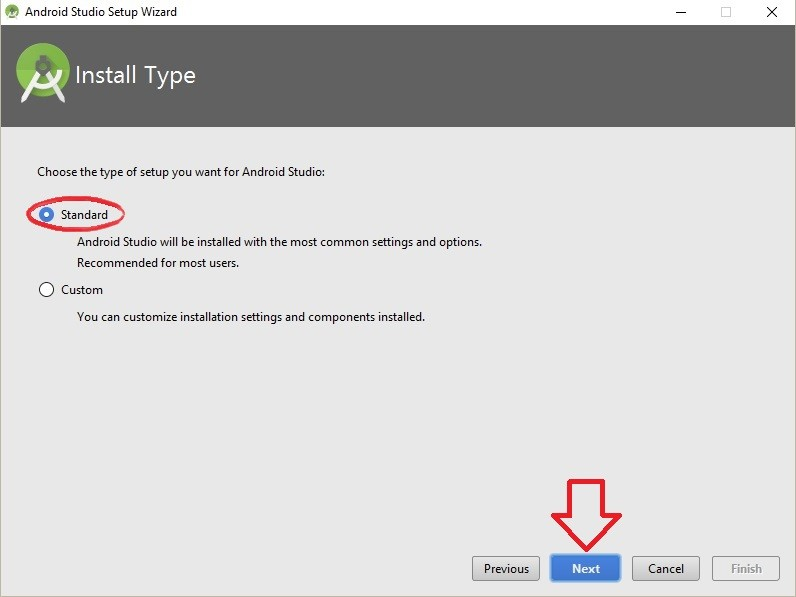 Android Studio Setup Wizard
Install Type
Choose the type of setup you want for Android Studio:
Standard
Android Studio will be installed with the most common settings and options.
Recommended for most users.
Custom
You can customize installation settings and components installed.
Previous Next Cancel Finish